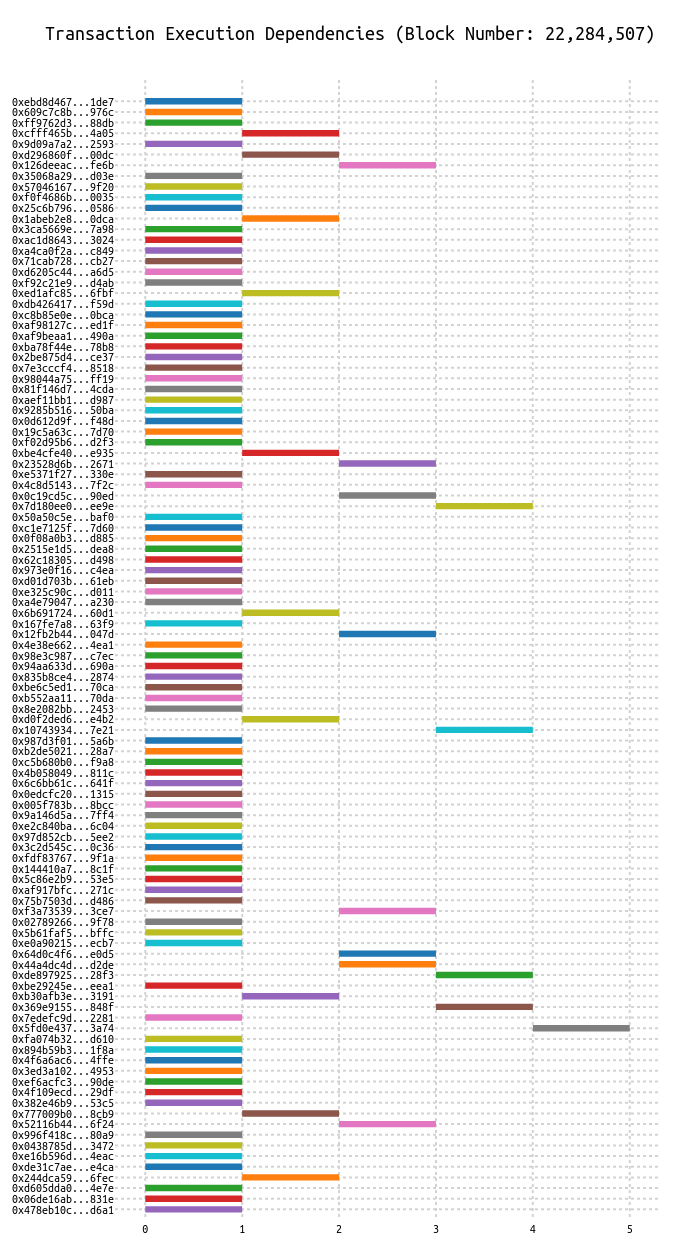 Transaction Execution Dependencies (Block Number: 22,284,507)
0xebd8d467...1de7
0x609c7c8b...976c
0xff9762d3...88db
0xcfff465b...4a05
0x9d09a7a2...2593
0xd296860f...00dc
0x126deeac...fe6b
0x35068a29...d03e
0x57046167...9f20
0xf0f4686b...0035
0x25c6b796...0586
0x1abeb2e8...0dca
0x3ca5669e...7a98
0xac1d8643...3024
0xa4ca0f2a...c849
0x71cab728...cb27
0xd6205c44...a6d5
0xf92c21e9...d4ab
0xed1afc85...6fbf
0xdb426417...f59d
0xc8b85e0e...0bca
0xaf98127c...ed1f
0xaf9beaa1...490a
0xba78f44e...78b8
0x2be875d4...ce37
0x7e3cccf4...8518
0x98044a75...ff19
0x81f146d7...4cda
0xaef11bb1...d987
0x9285b516...50ba
0x0d612d9f...f48d
0x19c5a63c...7d70
0xf02d95b6...d2f3
0xbe4cfe40...e935
0x23528d6b...2671
0xe5371f27...330e
0x4c8d5143...7f2c
0x0c19cd5c...90ed
0x7d180ee0...ee9e
0x50a50c5e...baf0
0xc1e7125f...7d60
0x0f08a0b3...d885
0x2515e1d5...dea8
0x62c18305...d498
0x973e0f16...c4ea
0xd01d703b...61eb
0xe325c90c...d011
0xa4e79047...a230
0x6b691724...60d1
0x167fe7a8...63f9
0x12fb2b44...047d
0x4e38e662...4ea1
0x98e3c987...c7ec
0x94aa633d...690a
0x835b8ce4...2874
0xbe6c5ed1...70ca
0xb552aa11...70da
0x8e2082bb...2453
0xd0f2ded6...e4b2
0x10743934...7e21
0x987d3f01...5a6b
0xb2de5021...28a7
0xc5b680b0...f9a8
0x4b058049...811c
0x6c6bb61c...641f
0x0edcfc20...1315
0x005f783b...8bcc
0x9a146d5a...7ff4
0xe2c840ba...6c04
0x97d852cb...5ee2
0x3c2d545c...0c36
0xfdf83767...9f1a
0x144410a7...8c1f
0x5c86e2b9...53e5
0xaf917bfc...271c
0x75b7503d...d486
0xf3a73539...3ce7
0x02789266...9f78
0x5b61faf5...bffc
0xe0a90215...ecb7
0x64d0c4f6...e0d5
0x44a4dc4d...d2de
0xde897925...28f3
0xbe29245e...eea1
0xb30afb3e...3191
0x369e9155...848f
0x7edefc9d...2281
0x5fd0e437...3a74
0xfa074b32...d610
0x894b59b3...1f8a
0x4f6a6ac6...4ffe
0x3ed3a102...4953
0xef6acfc3...90de
0x4f109ecd...29df
0x382e46b9...53c5
0x777009b0...8cb9
0x52116b44...6f24
0x996f418c...80a9
0x0438785d...3472
0xe16b596d...4eac
0xde31c7ae...e4ca
0x244dca59...6fec
0xd605dda0...4e7e
0x06de16ab...831e
0x478eb10c...d6a1
0 1 2 3 4 5